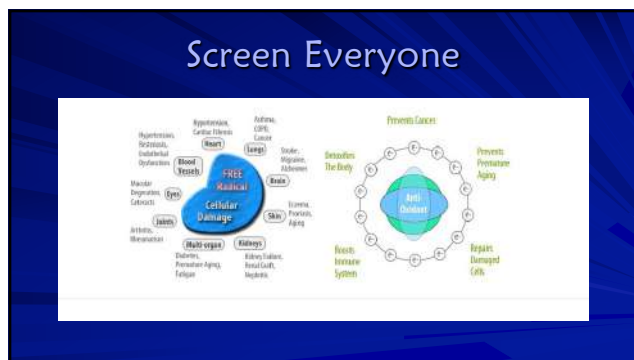 Screen Everyone
Hypertension,
Cardiac Fibrosis
Heart
Asthma,
COPD,
Cancer
Lungs
Stroke,
Migraine,
Alzheimer
Brain
Eczema,
Psoriasis,
Aging
Skin
Kidney Failure,
Renal Graft,
Nephritis
Kidneys
Diabetes,
Premature Aging,
Fatigue
Multi-organ
Arthritis,
Rheumatism
Joints
Macular
Degeration,
Cataracts
Eyes
Hypertension,
Restenosis,
Endothelial
Dysfunction
Blood
Vessels
FREE
Radical
Cellular
Damage
Prevents Cancer
Prevents
Premature
Aging
Repairs
Damaged
Cells
Boosts
Immune
System
Detoxifies
The Body
Anti
Oxidant
e-
e-
e-
e-
e-
e-
e-
e-
e-
e-
e-
e-
e-